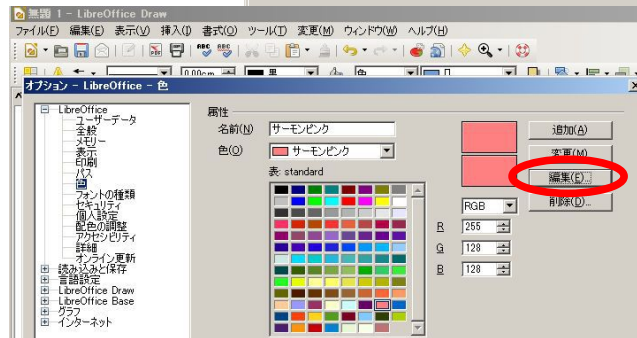 無題 1 - LibreOffice Draw
ファイル(F) 編集(E) 表示(V) 挿入(I) 書式(O) ツール(T) 変更(M) ウィンドウ(W) ヘルプ(H)
ABC ABC
0.00cm 黒 色
オプション - LibreOffice - 色
LibreOffice
ユーザーデータ
全般
メモリー
表示
印刷
パス
色
フォントの種類
セキュリティ
個人設定
配色の調整
アクセシビリティ
詳細
オンライン更新
読み込みと保存
言語設定
LibreOffice Draw
LibreOffice Base
グラフ
インターネット
属性
名前(N) サーモンピンク
色(O) サーモンピンク
表: standard
RGB
R 255
G 128
B 128
追加(A)
変更(M)
編集(E)...
削除(D)...